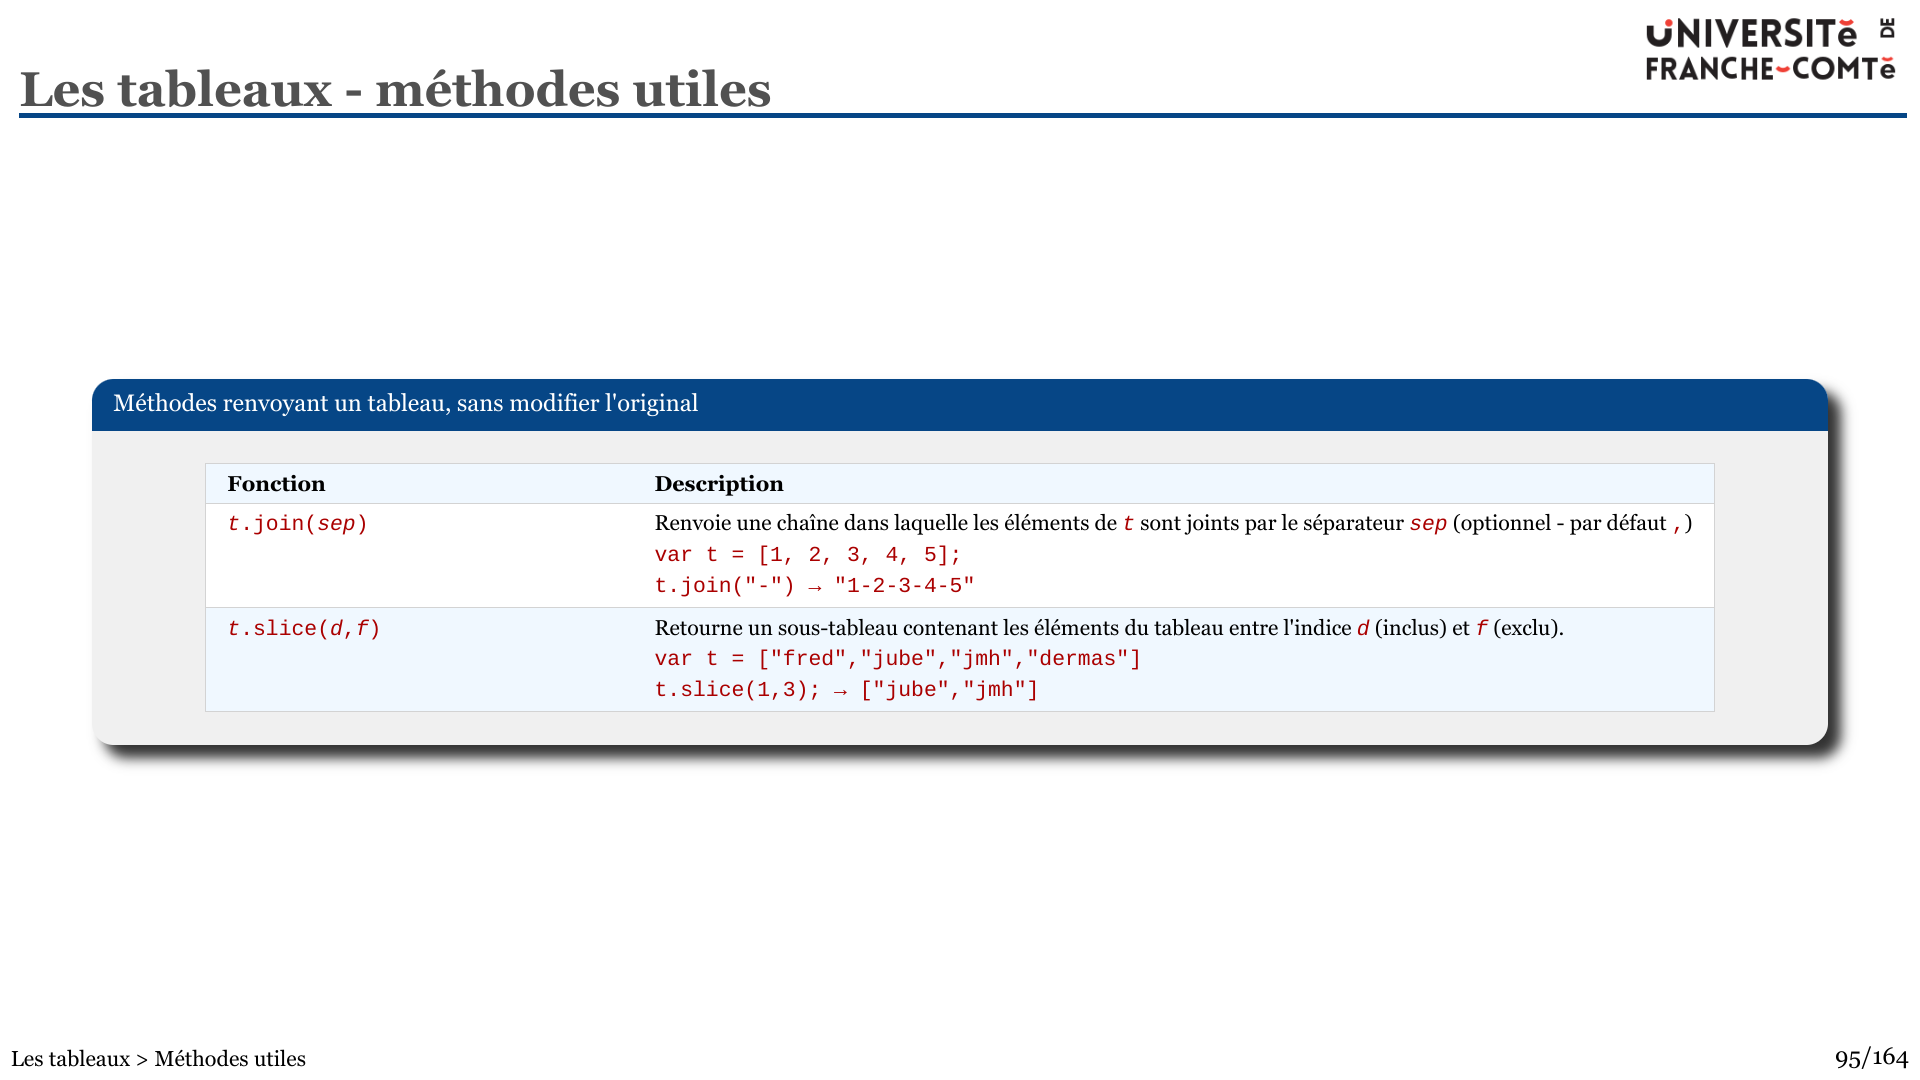 UNIVERSITé DE
FRANCHE-COMTé
Les tableaux - méthodes utiles
Méthodes renvoyant un tableau, sans modifier l'original
Fonction Description
t.join(sep) Renvoie une chaîne dans laquelle les éléments de t sont joints par le séparateur sep (optionnel - par défaut ,)
var t = [1, 2, 3, 4, 5];
t.join("-") → "1-2-3-4-5"
t.slice(d,f) Retourne un sous-tableau contenant les éléments du tableau entre l'indice d (inclus) et f (exclu).
var t = ["fred","jube","jmh","dermas"]
t.slice(1,3); → ["jube","jmh"]
Les tableaux > Méthodes utiles
95/164